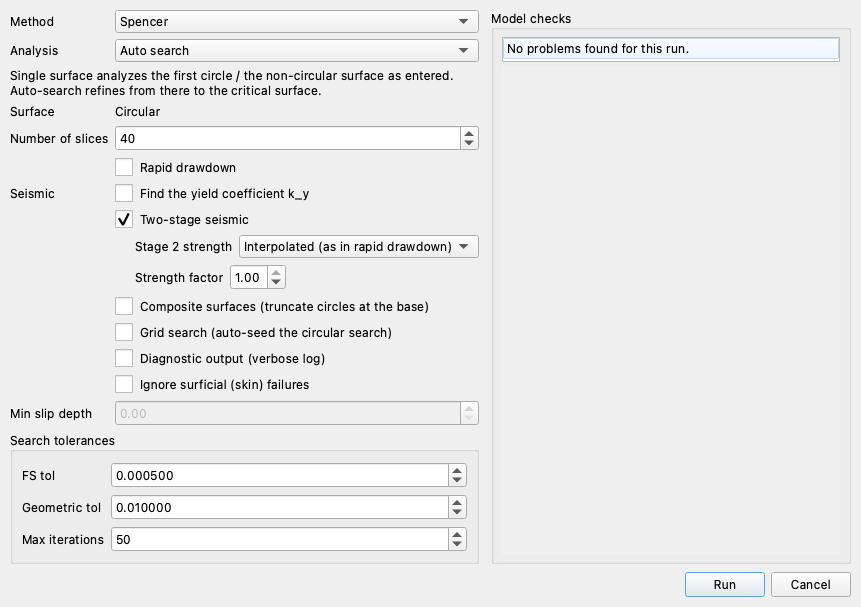 Method Spencer
Analysis Auto search
Single surface analyzes the first circle / the non-circular surface as entered.
Auto-search refines from there to the critical surface.
Surface Circular
Number of slices 40
Rapid drawdown
Seismic Find the yield coefficient k_y
Two-stage seismic
Stage 2 strength Interpolated (as in rapid drawdown)
Strength factor 1.00
Composite surfaces (truncate circles at the base)
Grid search (auto-seed the circular search)
Diagnostic output (verbose log)
Ignore surficial (skin) failures
Min slip depth 0.00
Search tolerances
FS tol 0.000500
Geometric tol 0.010000
Max iterations 50
Model checks
No problems found for this run.
Run Cancel